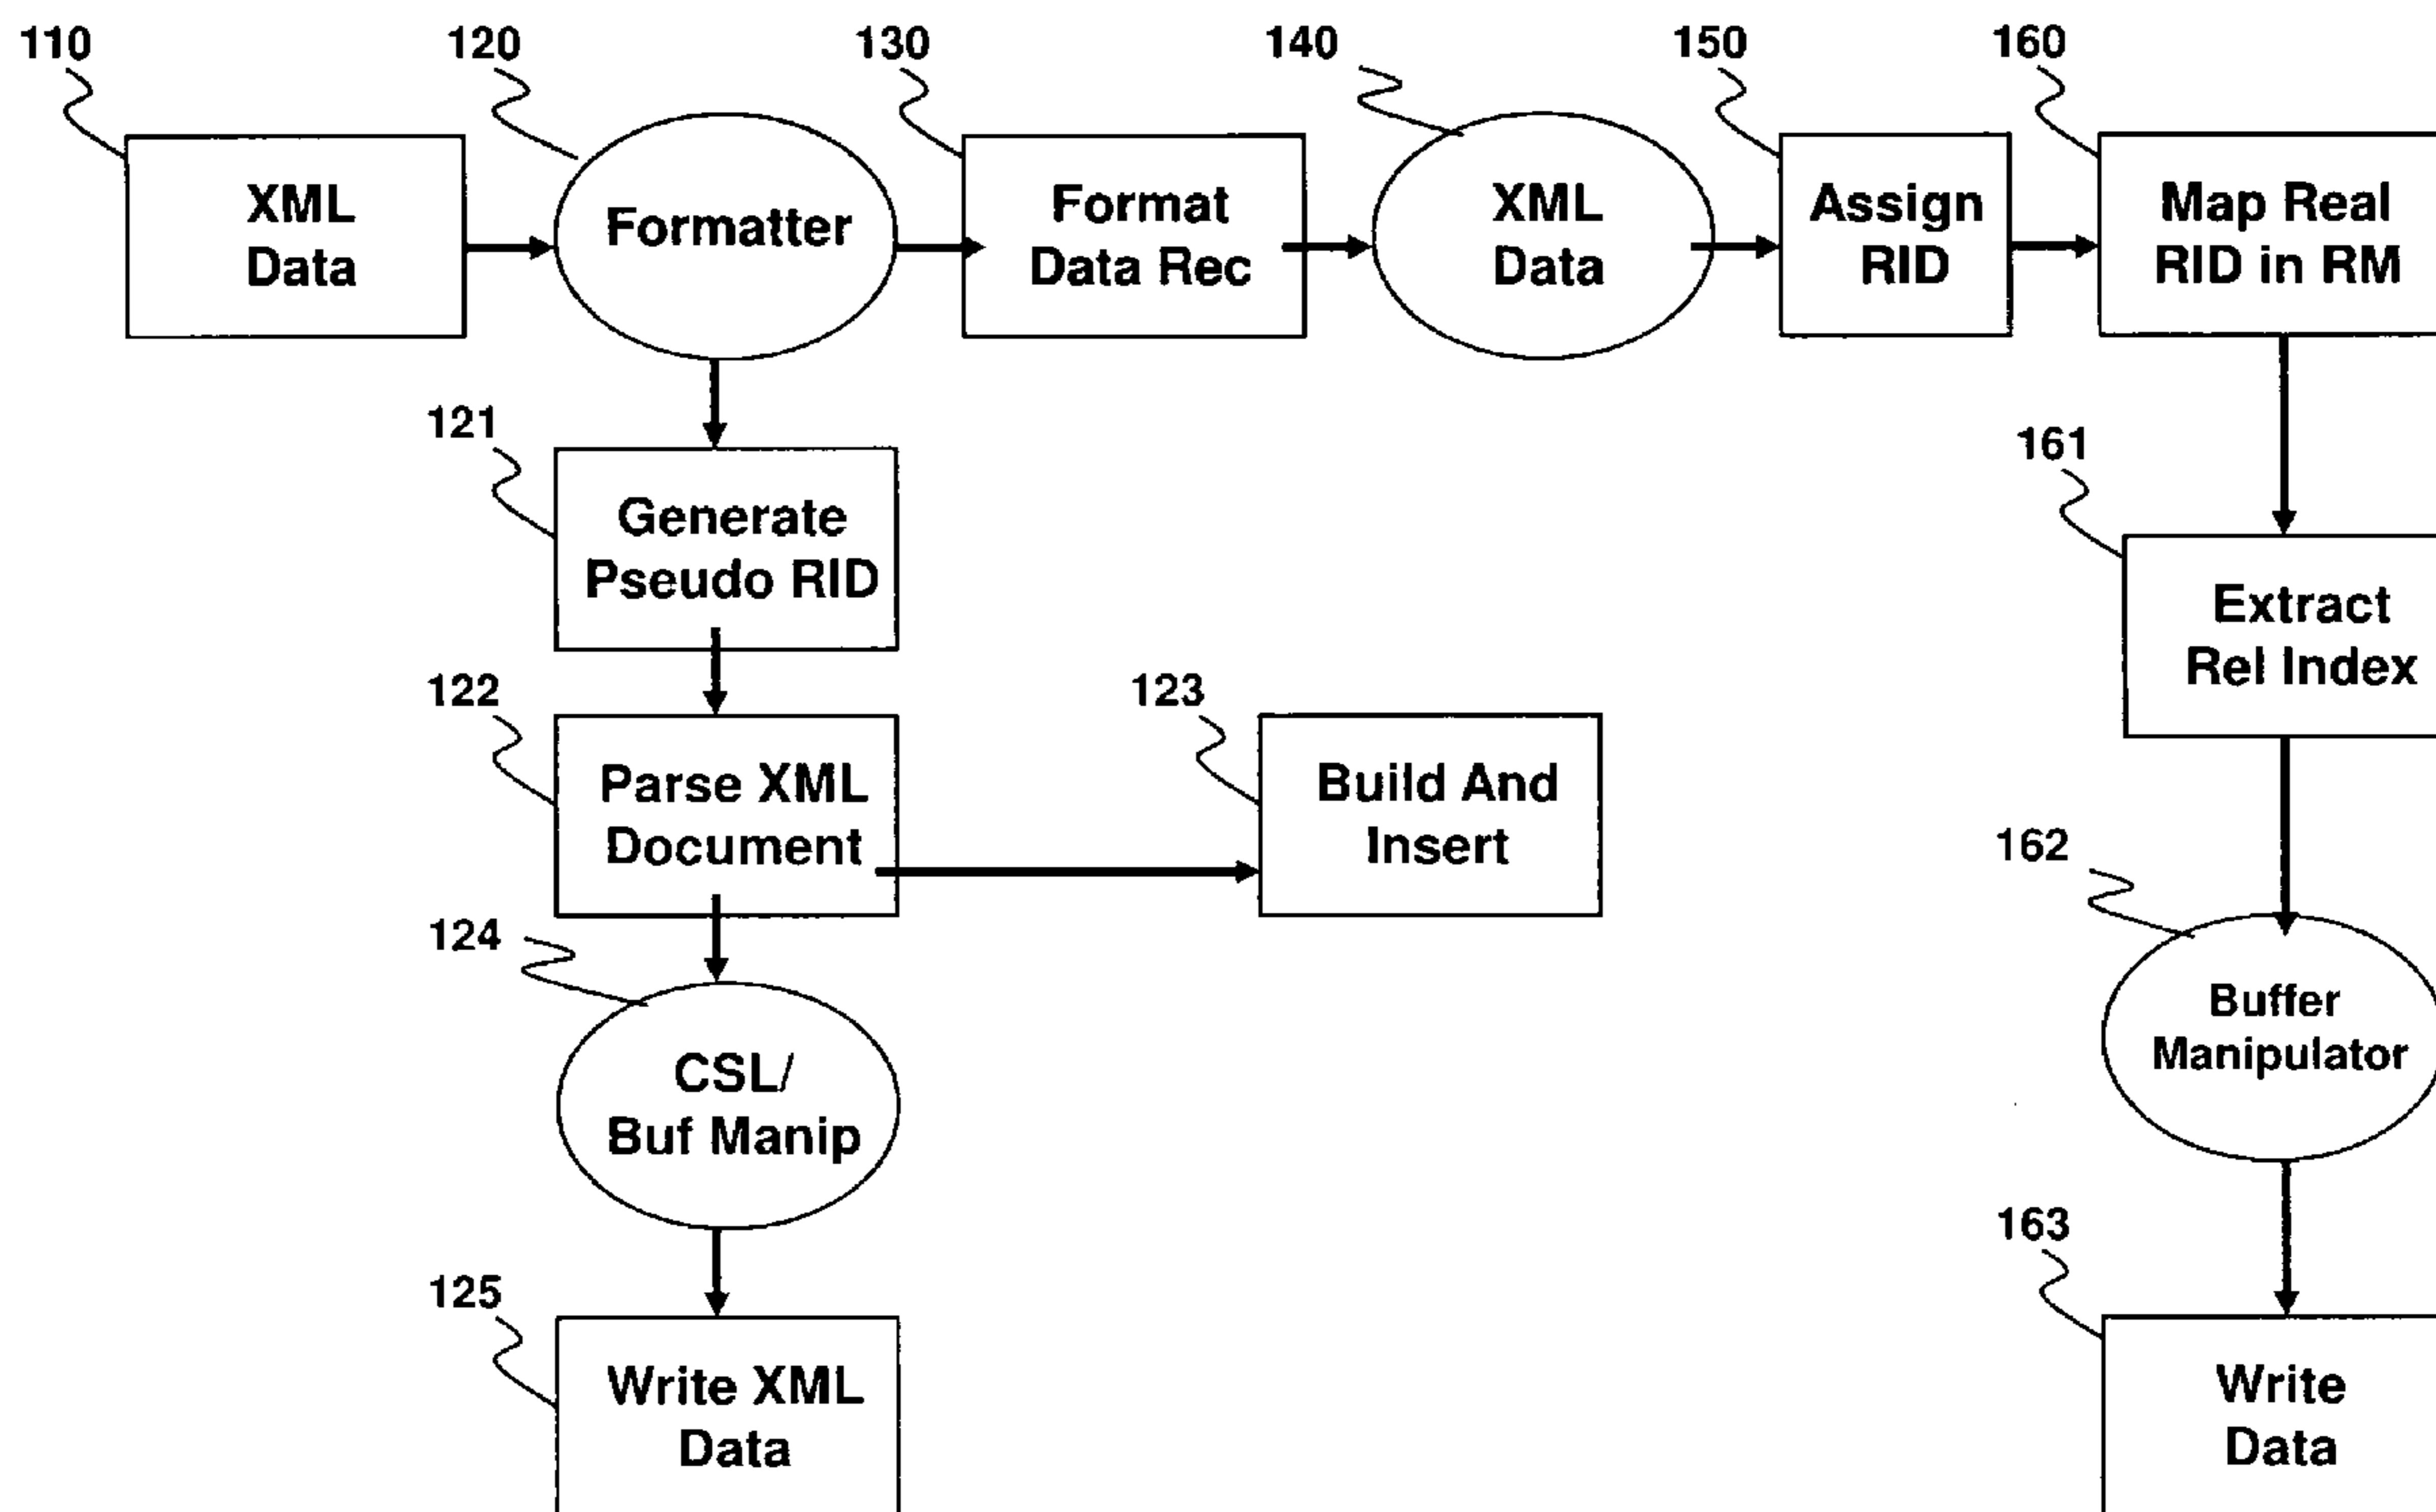 110
120
130
140
150
160
XML
Data
Formatter
Format
Data Rec
XML
Data
Assign
RID
Map Real
RID in RM
121
Generate
Pseudo RID
161
Extract
Rel Index
122
Parse XML
Document
123
Build And
Insert
162
Buffer
Manipulator
124
CSL/
Buf Manip
163
Write
Data
125
Write XML
Data